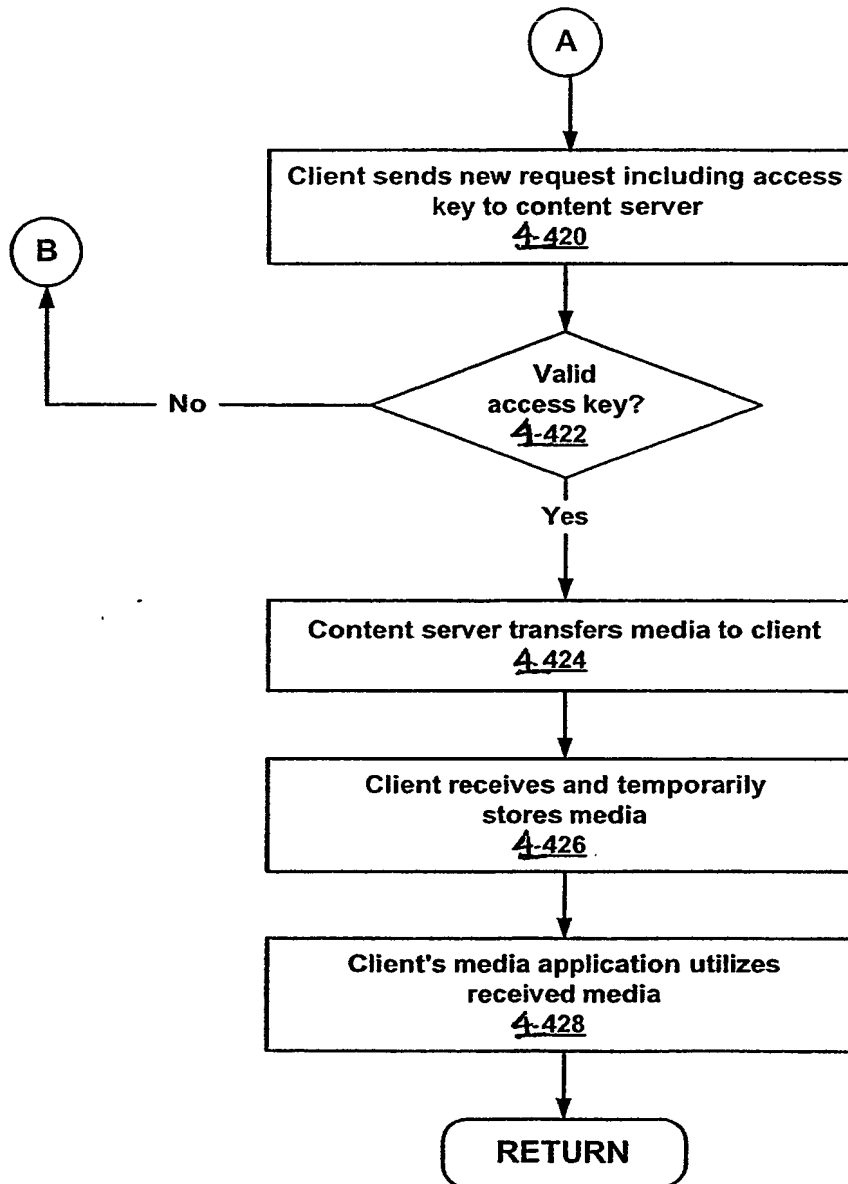 A
Client sends new request including access
key to content server
4-420
B
Valid
access key?
4-422
No
Yes
Content server transfers media to client
4-424
Client receives and temporarily
stores media
4-426
Client's media application utilizes
received media
4-428
RETURN